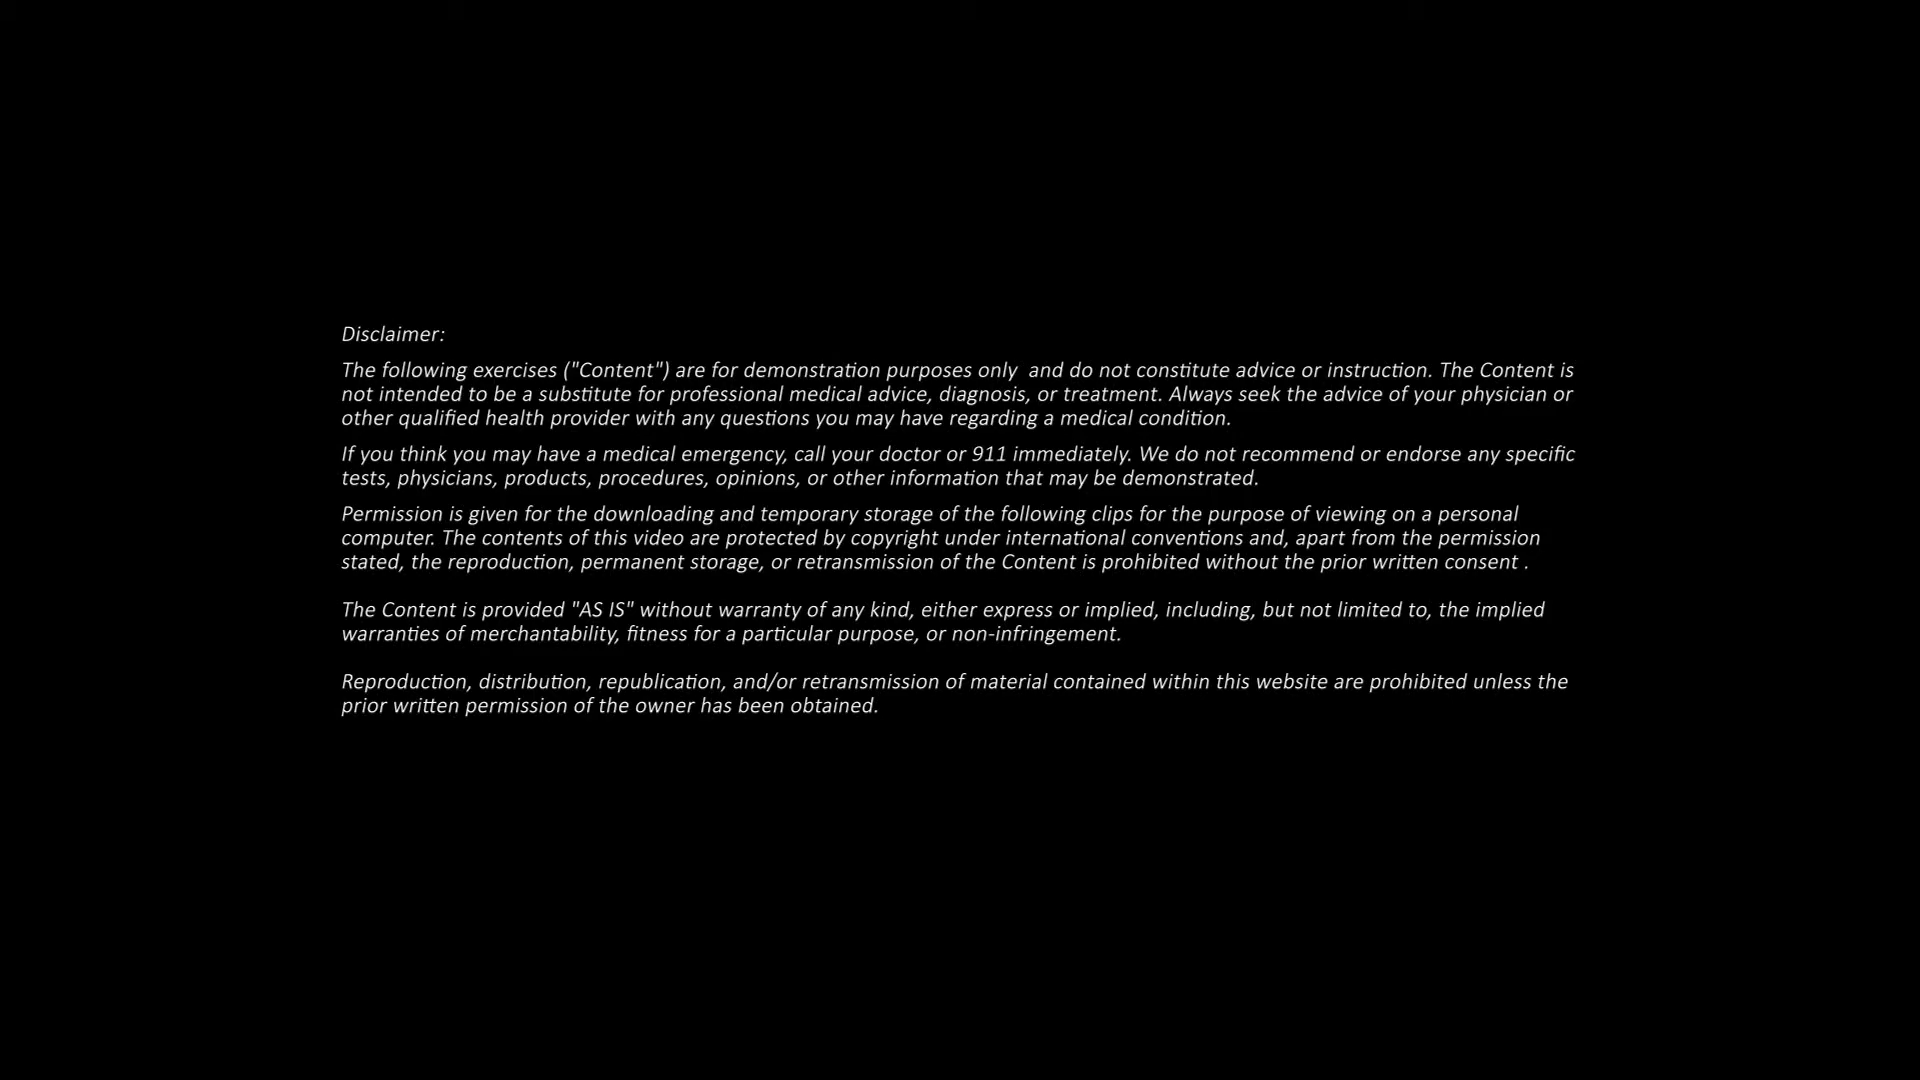 Disclaimer:
The following exercises ("Content") are for demonstration purposes only  and do not constitute advice or instruction. The Content is
not intended to be a substitute for professional medical advice, diagnosis, or treatment. Always seek the advice of your physician or
other qualified health provider with any questions you may have regarding a medical condition.
If you think you may have a medical emergency, call your doctor or 911 immediately. We do not recommend or endorse any specific
tests, physicians, products, procedures, opinions, or other information that may be demonstrated.
Permission is given for the downloading and temporary storage of the following clips for the purpose of viewing on a personal
computer. The contents of this video are protected by copyright under international conventions and, apart from the permission
stated, the reproduction, permanent storage, or retransmission of the Content is prohibited without the prior written consent .
The Content is provided "AS IS" without warranty of any kind, either express or implied, including, but not limited to, the implied
warranties of merchantability, fitness for a particular purpose, or non-infringement.
Reproduction, distribution, republication, and/or retransmission of material contained within this website are prohibited unless the
prior written permission of the owner has been obtained.